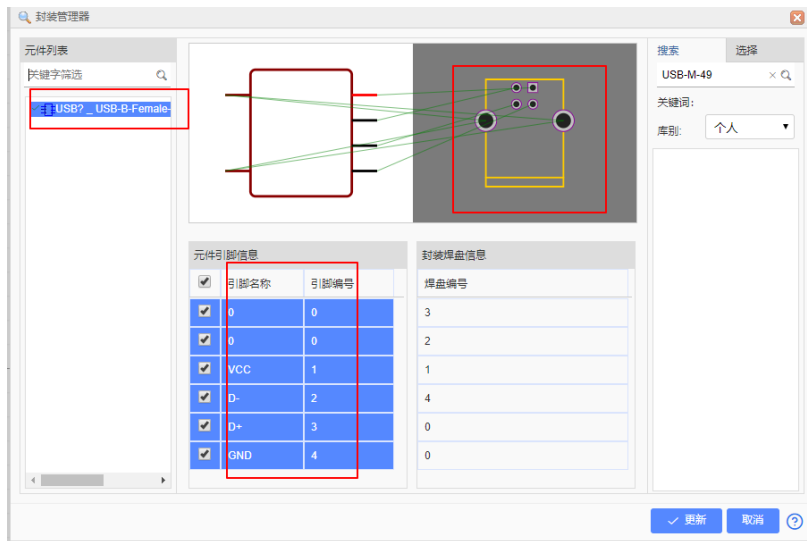 封装管理器
元件列表
关键字筛选
USB? _ USB-B-Female-
搜索
选择
USB-M-49
关键词:
库别:
个人
元件引脚信息
引脚名称 引脚编号
0 0
0 0
VCC 1
D- 2
D+ 3
GND 4
封装焊盘信息
焊盘编号
3
2
1
4
0
0
更新
取消
?